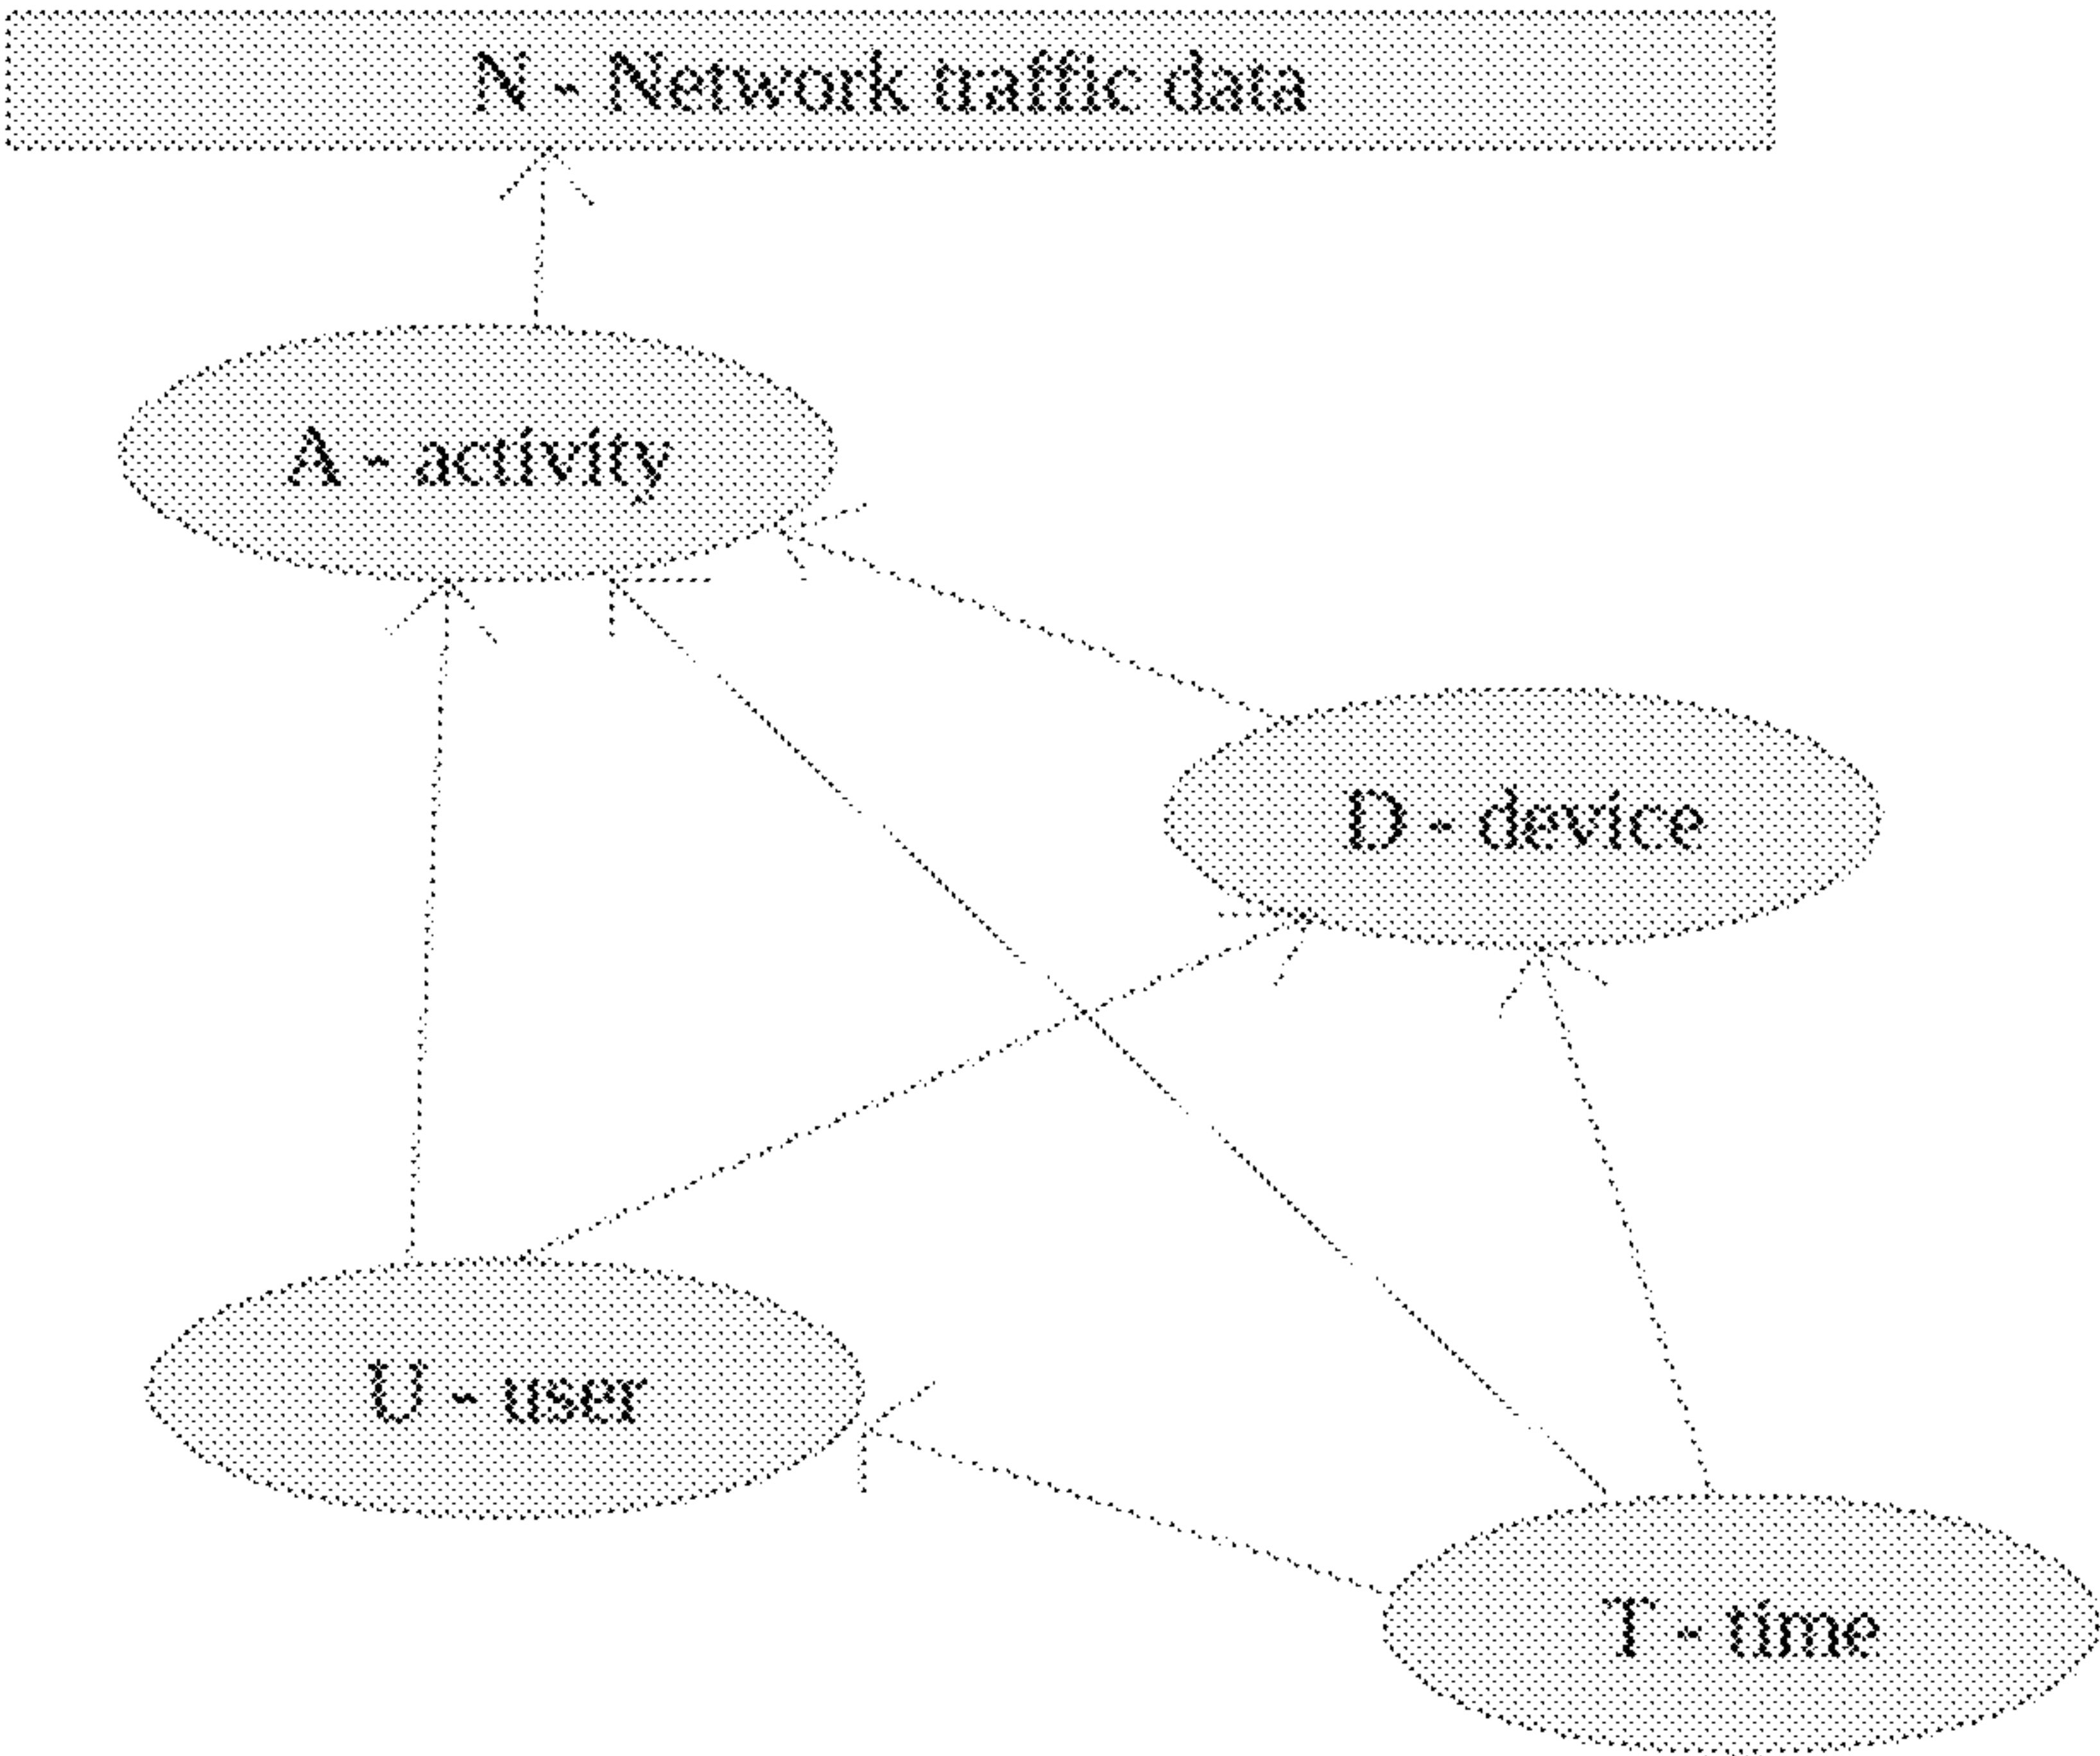 N - Network traffic data
A - activity
D - device
U - user
T - time